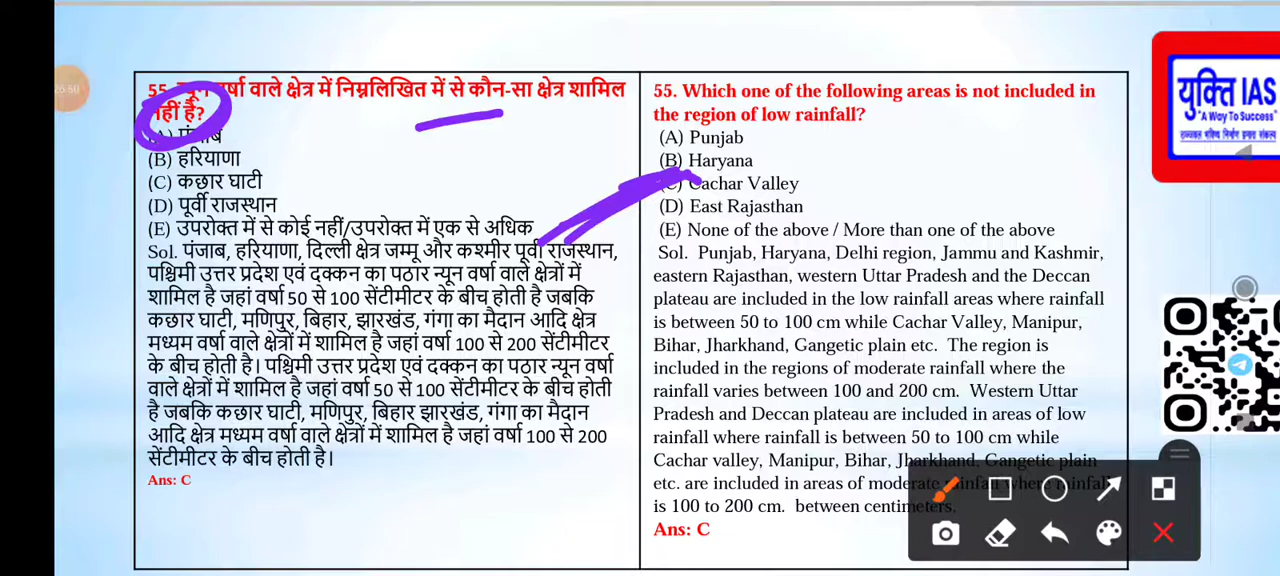 55. न्यून वर्षा वाले क्षेत्र में निम्नलिखित में से कौन-सा क्षेत्र शामिल
नहीं है?
(A) पंजाब
(B) हरियाणा
(C) कछार घाटी
(D) पूर्वी राजस्थान
(E) उपरोक्त में से कोई नहीं/उपरोक्त में एक से अधिक
Sol. पंजाब, हरियाणा, दिल्ली क्षेत्र जम्मू और कश्मीर पूर्वी राजस्थान,
पश्चिमी उत्तर प्रदेश एवं दक्कन का पठार न्यून वर्षा वाले क्षेत्रों में
शामिल है जहां वर्षा 50 से 100 सेंटीमीटर के बीच होती है जबकि
कछार घाटी, मणिपुर, बिहार, झारखंड, गंगा का मैदान आदि क्षेत्र
मध्यम वर्षा वाले क्षेत्रों में शामिल है जहां वर्षा 100 से 200 सेंटीमीटर
के बीच होती है। पश्चिमी उत्तर प्रदेश एवं दक्कन का पठार न्यून वर्षा
वाले क्षेत्रों में शामिल है जहां वर्षा 50 से 100 सेंटीमीटर के बीच होती
है जबकि कछार घाटी, मणिपुर, बिहार झारखंड, गंगा का मैदान
आदि क्षेत्र मध्यम वर्षा वाले क्षेत्रों में शामिल है जहां वर्षा 100 से 200
सेंटीमीटर के बीच होती है।
Ans: C
55. Which one of the following areas is not included in
the region of low rainfall?
(A) Punjab
(B) Haryana
(C) Cachar Valley
(D) East Rajasthan
(E) None of the above / More than one of the above
Sol. Punjab, Haryana, Delhi region, Jammu and Kashmir,
eastern Rajasthan, western Uttar Pradesh and the Deccan
plateau are included in the low rainfall areas where rainfall
is between 50 to 100 cm while Cachar Valley, Manipur,
Bihar, Jharkhand, Gangetic plain etc. The region is
included in the regions of moderate rainfall where the
rainfall varies between 100 and 200 cm. Western Uttar
Pradesh and Deccan plateau are included in areas of low
rainfall where rainfall is between 50 to 100 cm while
Cachar valley, Manipur, Bihar, Jharkhand, Gangetic plain
etc. are included in areas of moderate rainfall where rainfall
is 100 to 200 cm. between centimeters.
Ans: C
युक्ति IAS
"A Way To Success"